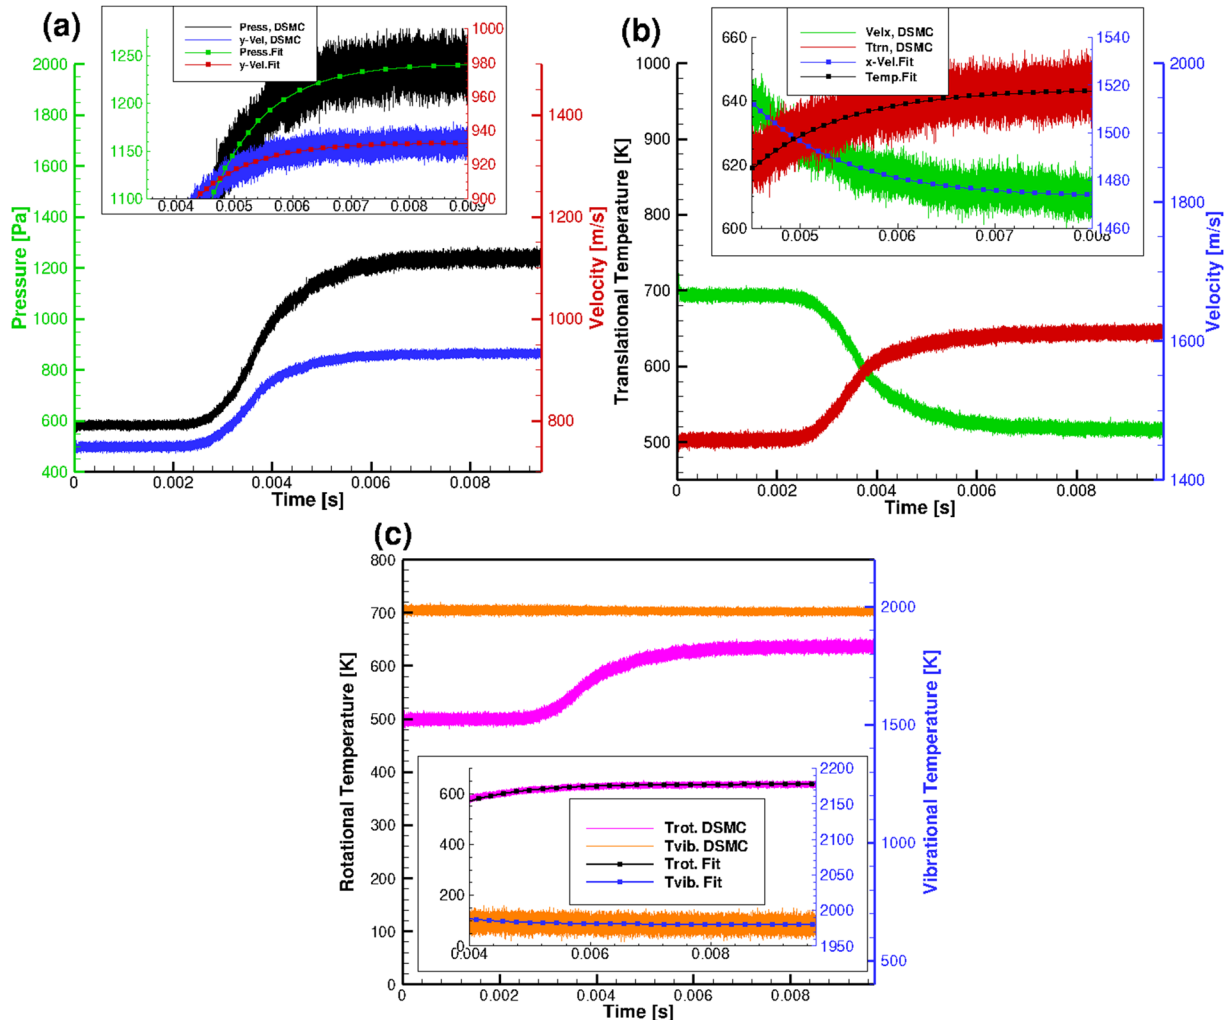 (a)
Press, DSMC
y-Vel, DSMC
Press.Fit
y-Vel.Fit
1250
1200
1150
1100
1000
980
960
940
920
900
0.004 0.005 0.006 0.007 0.008 0.009
2000
1800
1600
1400
1200
1000
800
600
400
Pressure [Pa]
1400
1200
1000
800
Velocity [m/s]
0 0.002 0.004 0.006 0.008
Time [s]
(b)
Velx, DSMC
Ttrn, DSMC
x-Vel.Fit
Temp.Fit
660
640
620
600
1540
1520
1500
1480
1460
0.005 0.006 0.007 0.008
1000
900
800
700
600
500
Translational Temperature [K]
2000
1800
1600
1400
Velocity [m/s]
0 0.002 0.004 0.006 0.008
Time [s]
(c)
800
700
600
500
400
300
200
100
0
Rotational Temperature [K]
2000
1500
1000
500
Vibrational Temperature [K]
600
400
200
0
2200
2150
2100
2050
2000
1950
0.004 0.006 0.008
Trot. DSMC
Tvib. DSMC
Trot. Fit
Tvib. Fit
0 0.002 0.004 0.006 0.008
Time [s]